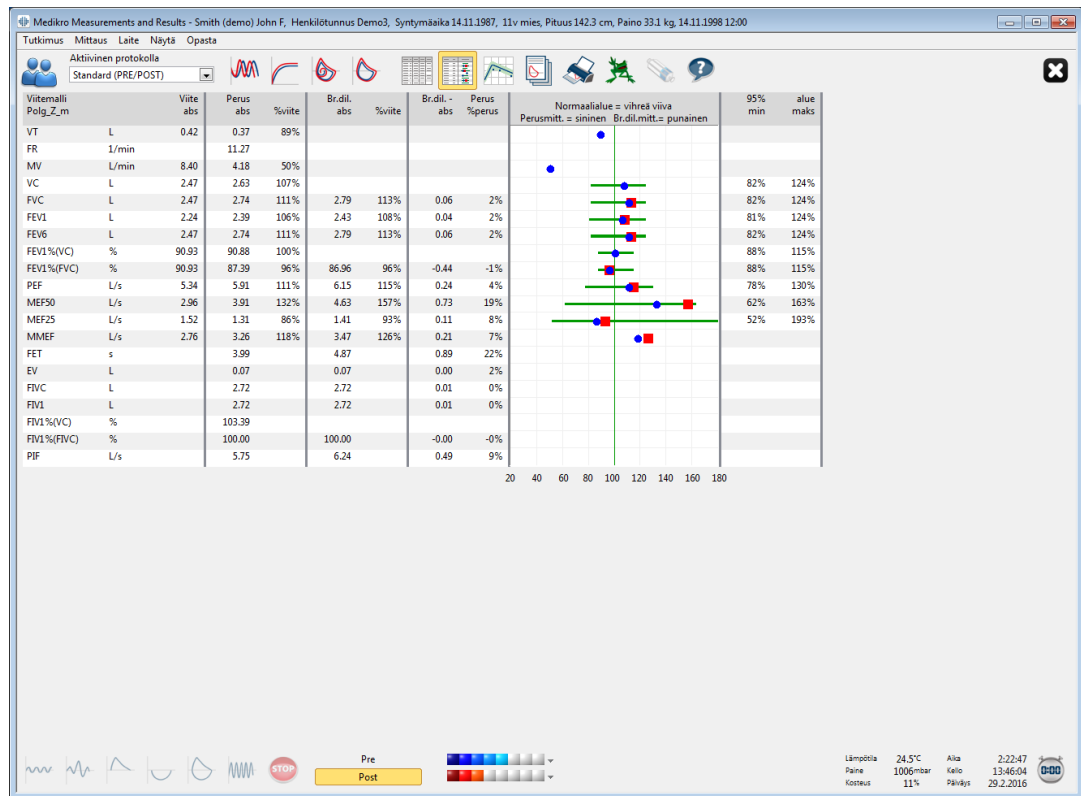 Medikro Measurements and Results - Smith (demo) John F, Henkilötunnus Demo3, Syntymäaika 14.11.1987, 11v mies, Pituus 142.3 cm, Paino 33.1 kg, 14.11.1998 12:00
Tutkimus Mittaus Laite Näytä Opasta
Aktiivinen protokolla
Standard (PRE/POST)
Viitemalli Viite Perus Br.dil. Br.dil. - Perus Normaalialue = vihreä viiva 95% alue
Polg_Z_m abs abs %viite abs %viite abs %perus Perusmitt. = sininen Br.dil.mitt.= punainen min maks
VT L 0.42 0.37 89%
FR 1/min 11.27
MV L/min 8.40 4.18 50%
VC L 2.47 2.63 107% 82% 124%
FVC L 2.47 2.74 111% 2.79 113% 0.06 2% 82% 124%
FEV1 L 2.24 2.39 106% 2.43 108% 0.04 2% 81% 124%
FEV6 L 2.47 2.74 111% 2.79 113% 0.06 2% 82% 124%
FEV1%(VC) % 90.93 90.88 100% 88% 115%
FEV1%(FVC) % 90.93 87.39 96% 86.96 96% -0.44 -1% 88% 115%
PEF L/s 5.34 5.91 111% 6.15 115% 0.24 4% 78% 130%
MEF50 L/s 2.96 3.91 132% 4.63 157% 0.73 19% 62% 163%
MEF25 L/s 1.52 1.31 86% 1.41 93% 0.11 8% 52% 193%
MMEF L/s 2.76 3.26 118% 3.47 126% 0.21 7%
FET s 3.99 4.87 0.89 22%
EV L 0.07 0.07 0.00 2%
FIVC L 2.72 2.72 0.01 0%
FIV1 L 2.72 2.72 0.01 0%
FIV1%(VC) % 103.39
FIV1%(FIVC) % 100.00 100.00 -0.00 -0%
PIF L/s 5.75 6.24 0.49 9%
20 40 60 80 100 120 140 160 180
STOP
Pre
Post
Lämpötila 24.5°C Aika 2:22:47
Paine 1006mbar Kello 13:46:04
Kosteus 11% Päiväys 29.2.2016
0:00